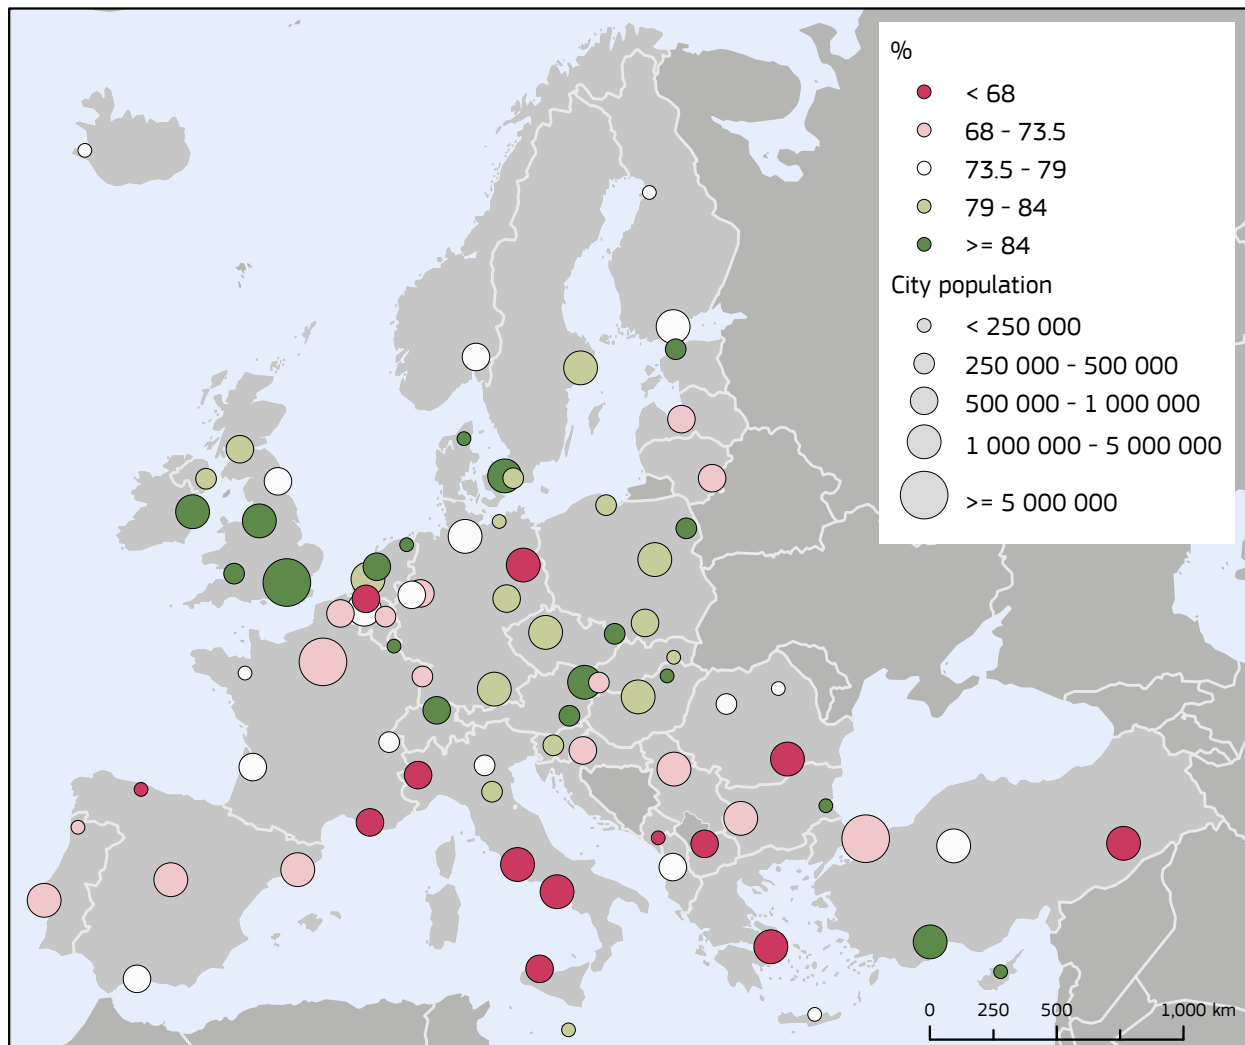 %
< 68
68 - 73.5
73.5 - 79
79 - 84
>= 84
City population
< 250 000
250 000 - 500 000
500 000 - 1 000 000
1 000 000 - 5 000 000
>= 5 000 000
0 250 500 1,000 km